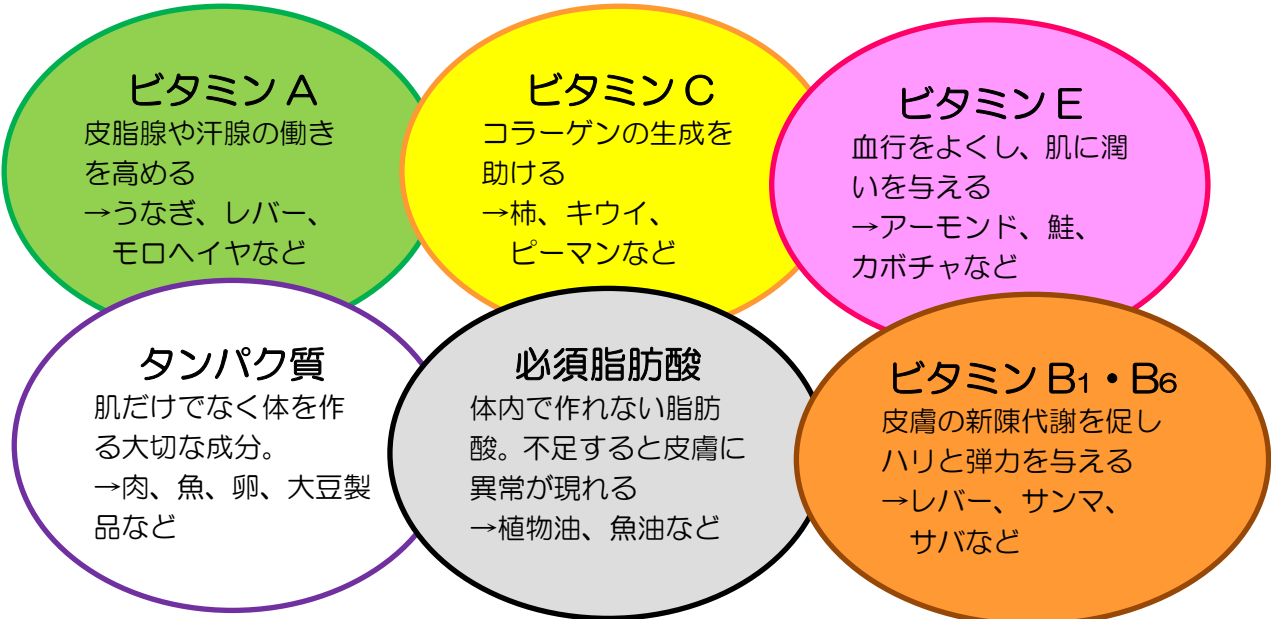 ビタミン A
皮脂腺や汗腺の働き
を高める
→うなぎ、レバー、
モロヘイヤなど
ビタミン C
コラーゲンの生成を
助ける
→柿、キウイ、
ピーマンなど
ビタミン E
血行をよくし、肌に潤
いを与える
→アーモンド、鮭、
カボチャなど
タンパク質
肌だけでなく体を作
る大切な成分。
→肉、魚、卵、大豆製
品など
必須脂肪酸
体内で作れない脂肪
酸。不足すると皮膚に
異常が現れる
→植物油、魚油など
ビタミン B1・B6
皮膚の新陳代謝を促し
ハリと弾力を与える
→レバー、サンマ、
サバなど